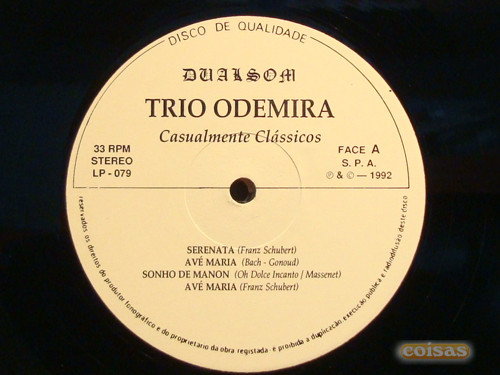 DISCO DE QUALIDADE
DUALSOM
TRIO ODEMIRA
Casualmente Clássicos
33 RPM
STEREO
LP - 079
FACE A
S. P. A.
℗ & © — 1992
SERENATA (Franz Schubert)
AVÉ MARIA (Bach - Gonoud)
SONHO DE MANON (Oh Dolce Incanto / Massenet)
AVÉ MARIA (Franz Schubert)
reservados os direitos do produtor fonográfico e do proprietario da obra registada é proibida a duplicação, execução publica e radiodifusão deste disco
coisas